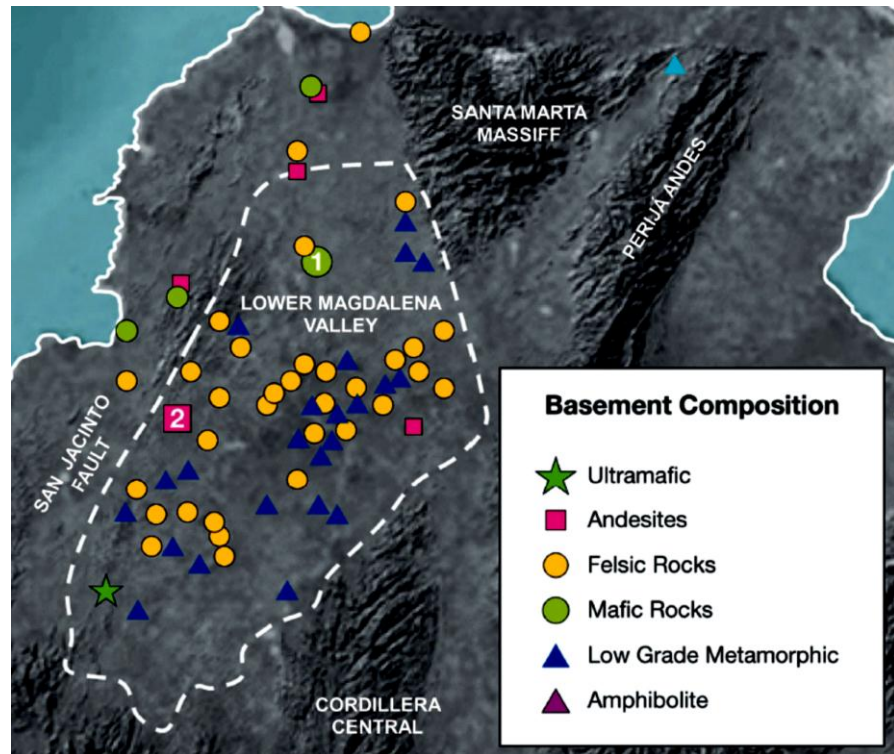 SANTA MARTA
MASSIFF
PERIJÁ ANDES
1
LOWER MAGDALENA
VALLEY
2
SAN JACINTO
FAULT
CORDILLERA
CENTRAL
Basement Composition
Ultramafic
Andesites
Felsic Rocks
Mafic Rocks
Low Grade Metamorphic
Amphibolite